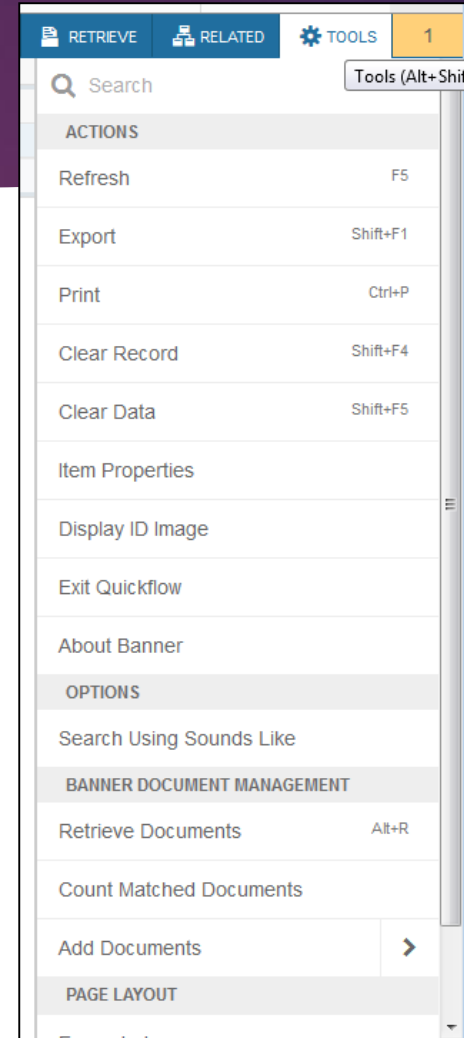 RETRIEVE RELATED TOOLS 1
Search
Tools (Alt+Shif
ACTIONS
Refresh F5
Export Shift+F1
Print Ctrl+P
Clear Record Shift+F4
Clear Data Shift+F5
Item Properties
Display ID Image
Exit Quickflow
About Banner
OPTIONS
Search Using Sounds Like
BANNER DOCUMENT MANAGEMENT
Retrieve Documents Alt+R
Count Matched Documents
Add Documents
PAGE LAYOUT